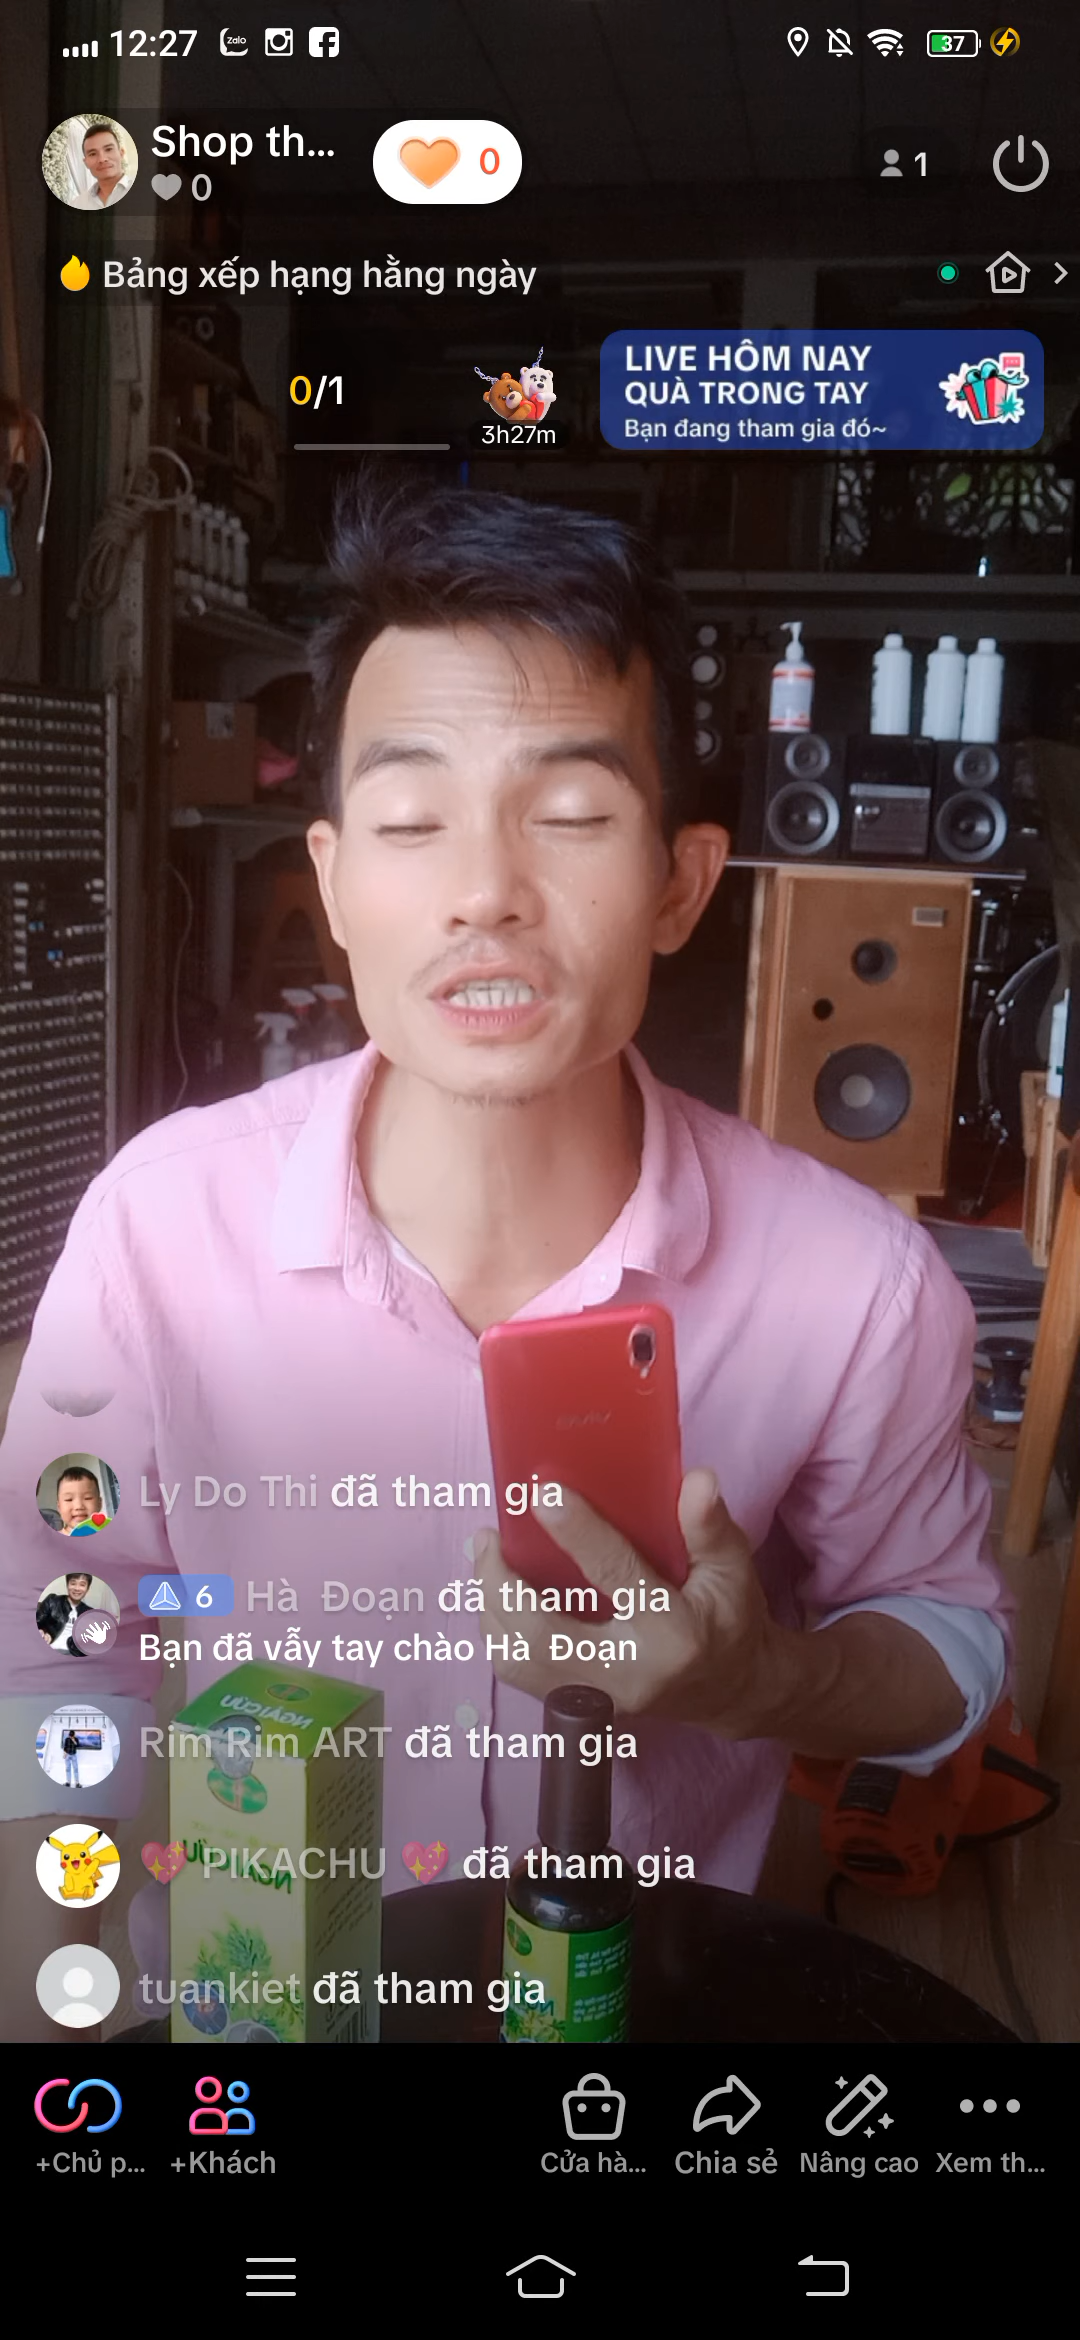 12:27
Zalo
37
Shop th...
0
0
1
Bảng xếp hạng hằng ngày
0/1
3h27m
LIVE HÔM NAY
QUÀ TRONG TAY
Bạn đang tham gia đó~
Ly Do Thi đã tham gia
6 Hà Đoạn đã tham gia
Bạn đã vẫy tay chào Hà Đoạn
Rim Rim ART đã tham gia
💖 PIKACHU 💖 đã tham gia
tuankiet đã tham gia
+Chủ p...
+Khách
Cửa hà...
Chia sẻ
Nâng cao
Xem th...